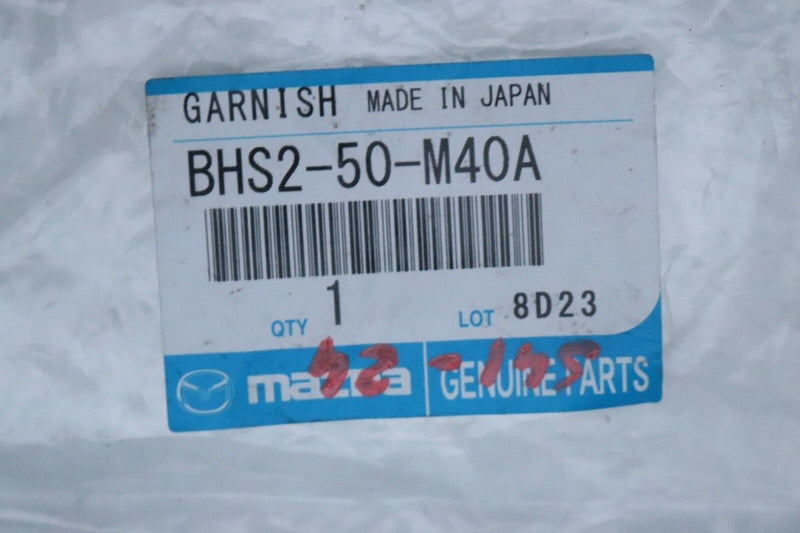 GARNISH MADE IN JAPAN
BHS2-50-M40A
QTY 1 LOT 8D23
mazda GENUINE PARTS